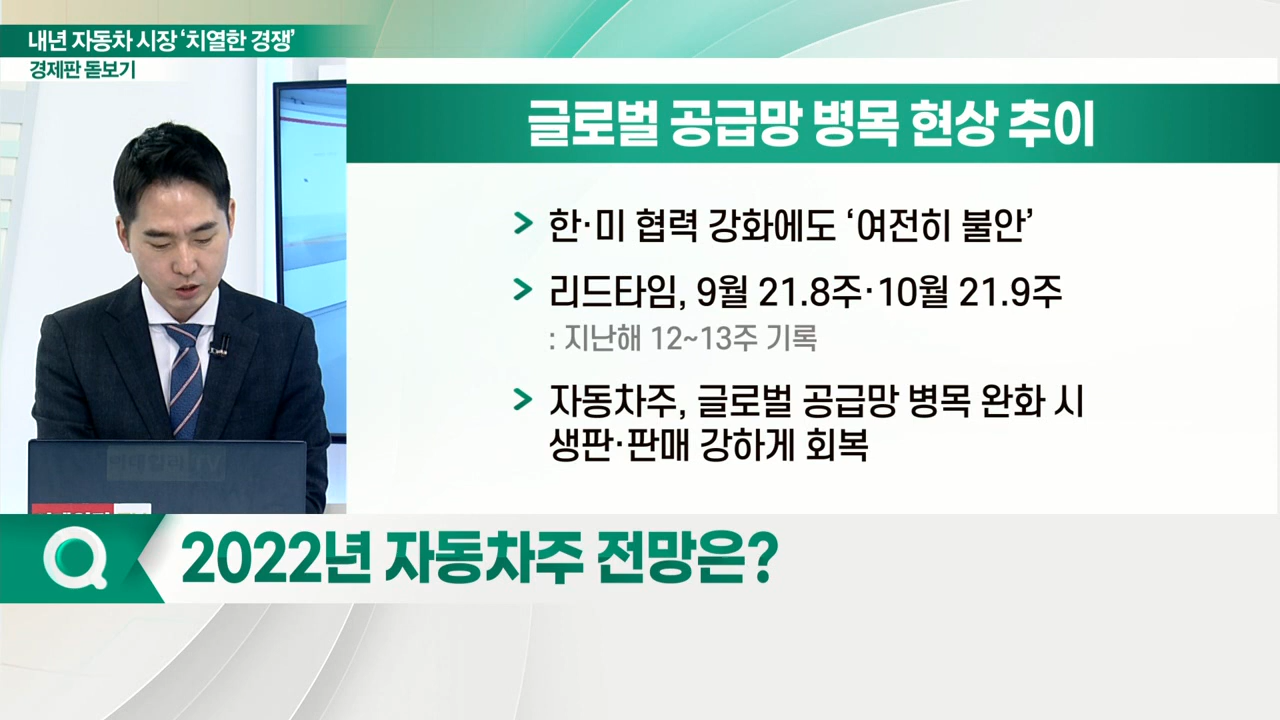 내년 자동차 시장 ‘치열한 경쟁’
경제판 돋보기
글로벌 공급망 병목 현상 추이
한·미 협력 강화에도 ‘여전히 불안’
리드타임, 9월 21.8주·10월 21.9주
: 지난해 12~13주 기록
자동차주, 글로벌 공급망 병목 완화 시
생판·판매 강하게 회복
Q 2022년 자동차주 전망은?